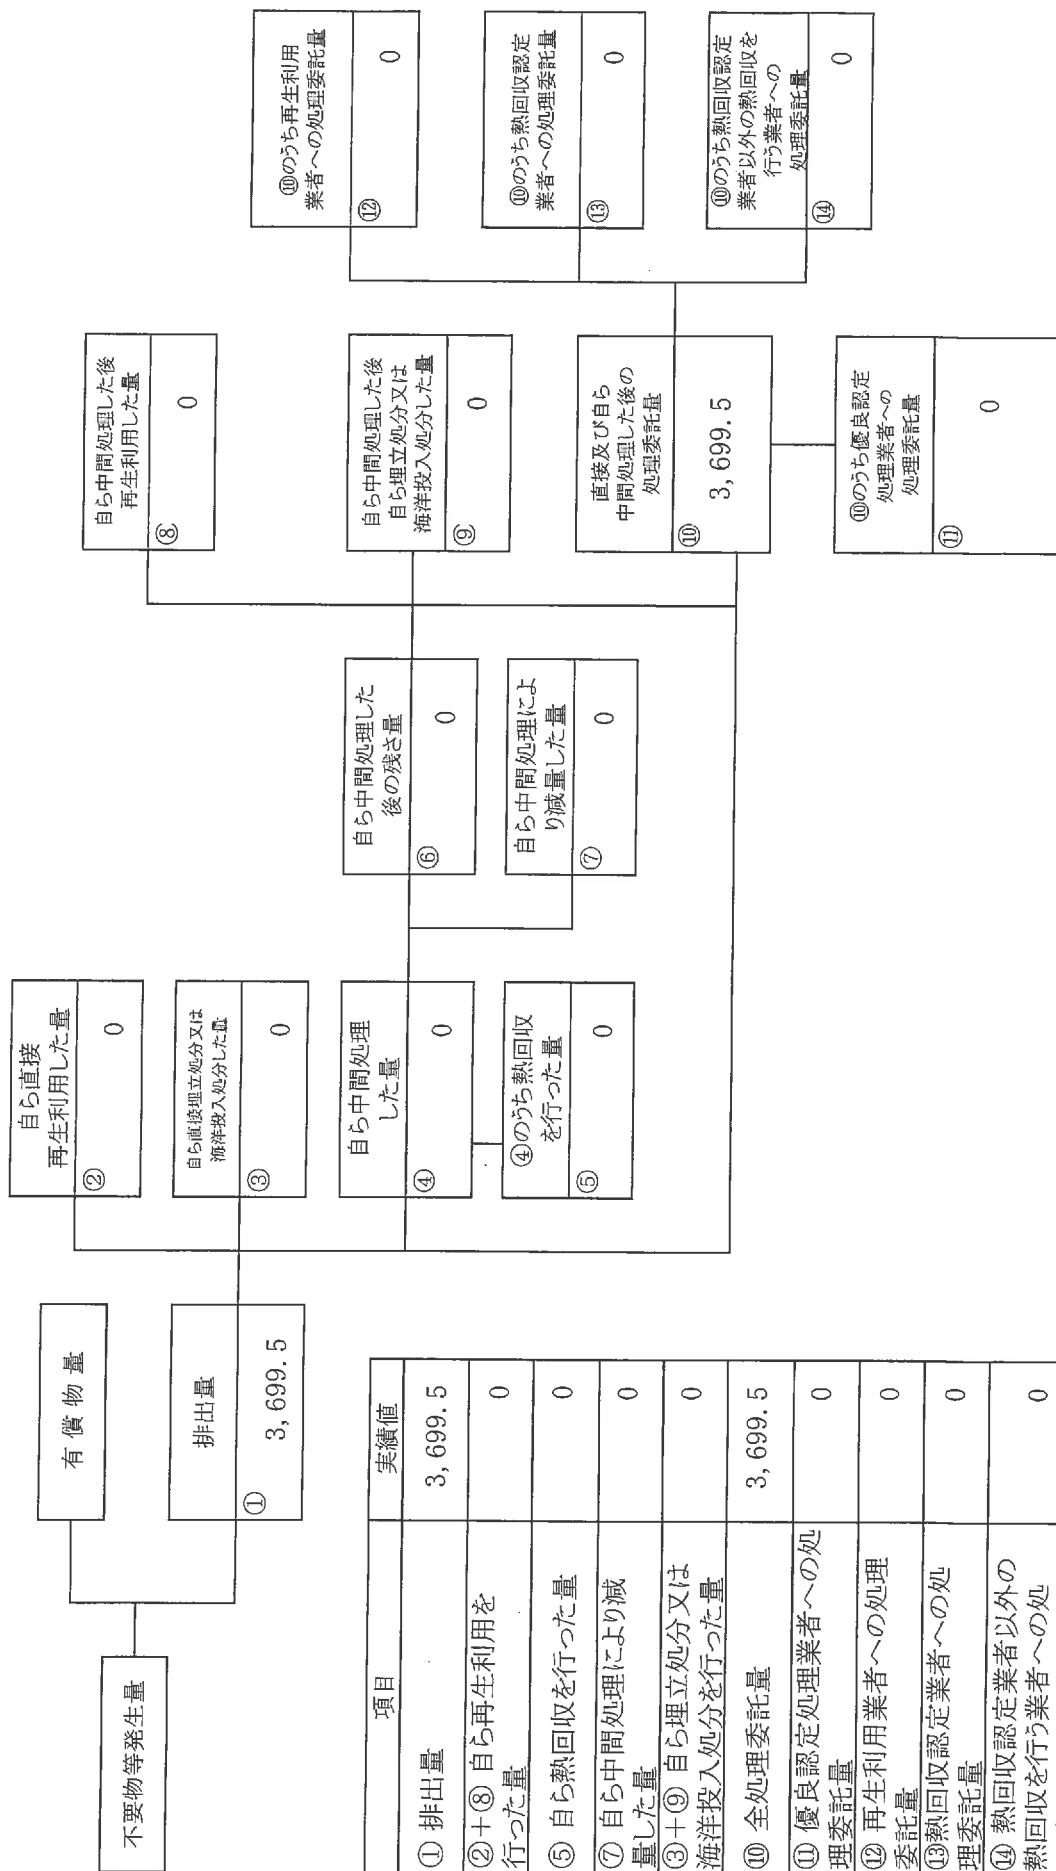 不要物等発生量
有償物量
排出量
①
3,699.5
自ら直接
再生利用した量
②
0
自ら直接埋立処分又は
海洋投入処分した量
③
0
自ら中間処理
した量
④
0
④のうち熱回収
を行った量
⑤
0
自ら中間処理した
後の残さ量
⑥
0
自ら中間処理によ
り減量した量
⑦
0
自ら中間処理した後
再生利用した量
⑧
0
自ら中間処理した後
自ら埋立処分又は
海洋投入処分した量
⑨
0
直接及び自ら
中間処理した後の
処理委託量
⑩
3,699.5
⑩のうち優良認定
処理業者への
処理委託量
⑪
0
⑩のうち再生利用
業者への処理委託量
⑫
0
⑩のうち熱回収認定
業者への処理委託量
⑬
0
⑩のうち熱回収認定
業者以外の熱回収を
行う業者への
処理委託量
⑭
0
項目 実績値
① 排出量 3,699.5
②+⑧ 自ら再生利用を
行った量 0
⑤ 自ら熱回収を行った量 0
⑦ 自ら中間処理により減
量した量 0
③+⑨ 自ら埋立処分又は
海洋投入処分を行った量 0
⑩ 全処理委託量 3,699.5
⑪ 優良認定処理業者への処
理委託量 0
⑫ 再生利用業者への処理
委託量 0
⑬熱回収認定業者への処
理委託量 0
⑭ 熱回収認定業者以外の
熱回収を行う業者への処 0